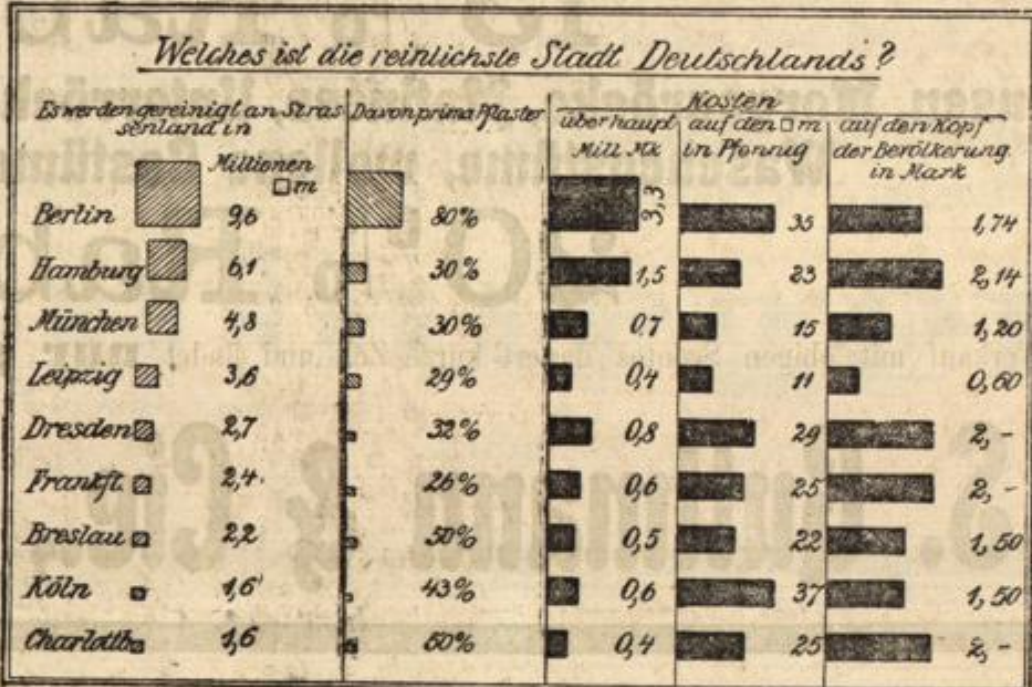 Welches ist die reinlichste Stadt Deutschlands?
Es werden gereinigt an Stras
senland in
Millionen
□m
Davon prima Pflaster
Kosten
überhaupt
Mill Mk
auf den □m
in Pfennig
auf den Kopf
der Bevölkerung
in Mark
Berlin 9,6 80% 3,3 35 1,74
Hamburg 6,1 30% 1,5 23 2,14
München 4,8 30% 0,7 15 1,20
Leipzig 3,6 29% 0,4 11 0,60
Dresden 2,7 32% 0,8 29 2,-
Frankft. 2,4 26% 0,6 25 2,-
Breslau 2,2 50% 0,5 22 1,50
Köln 1,6 43% 0,6 37 1,50
Charlottb. 1,6 60% 0,4 25 2,-